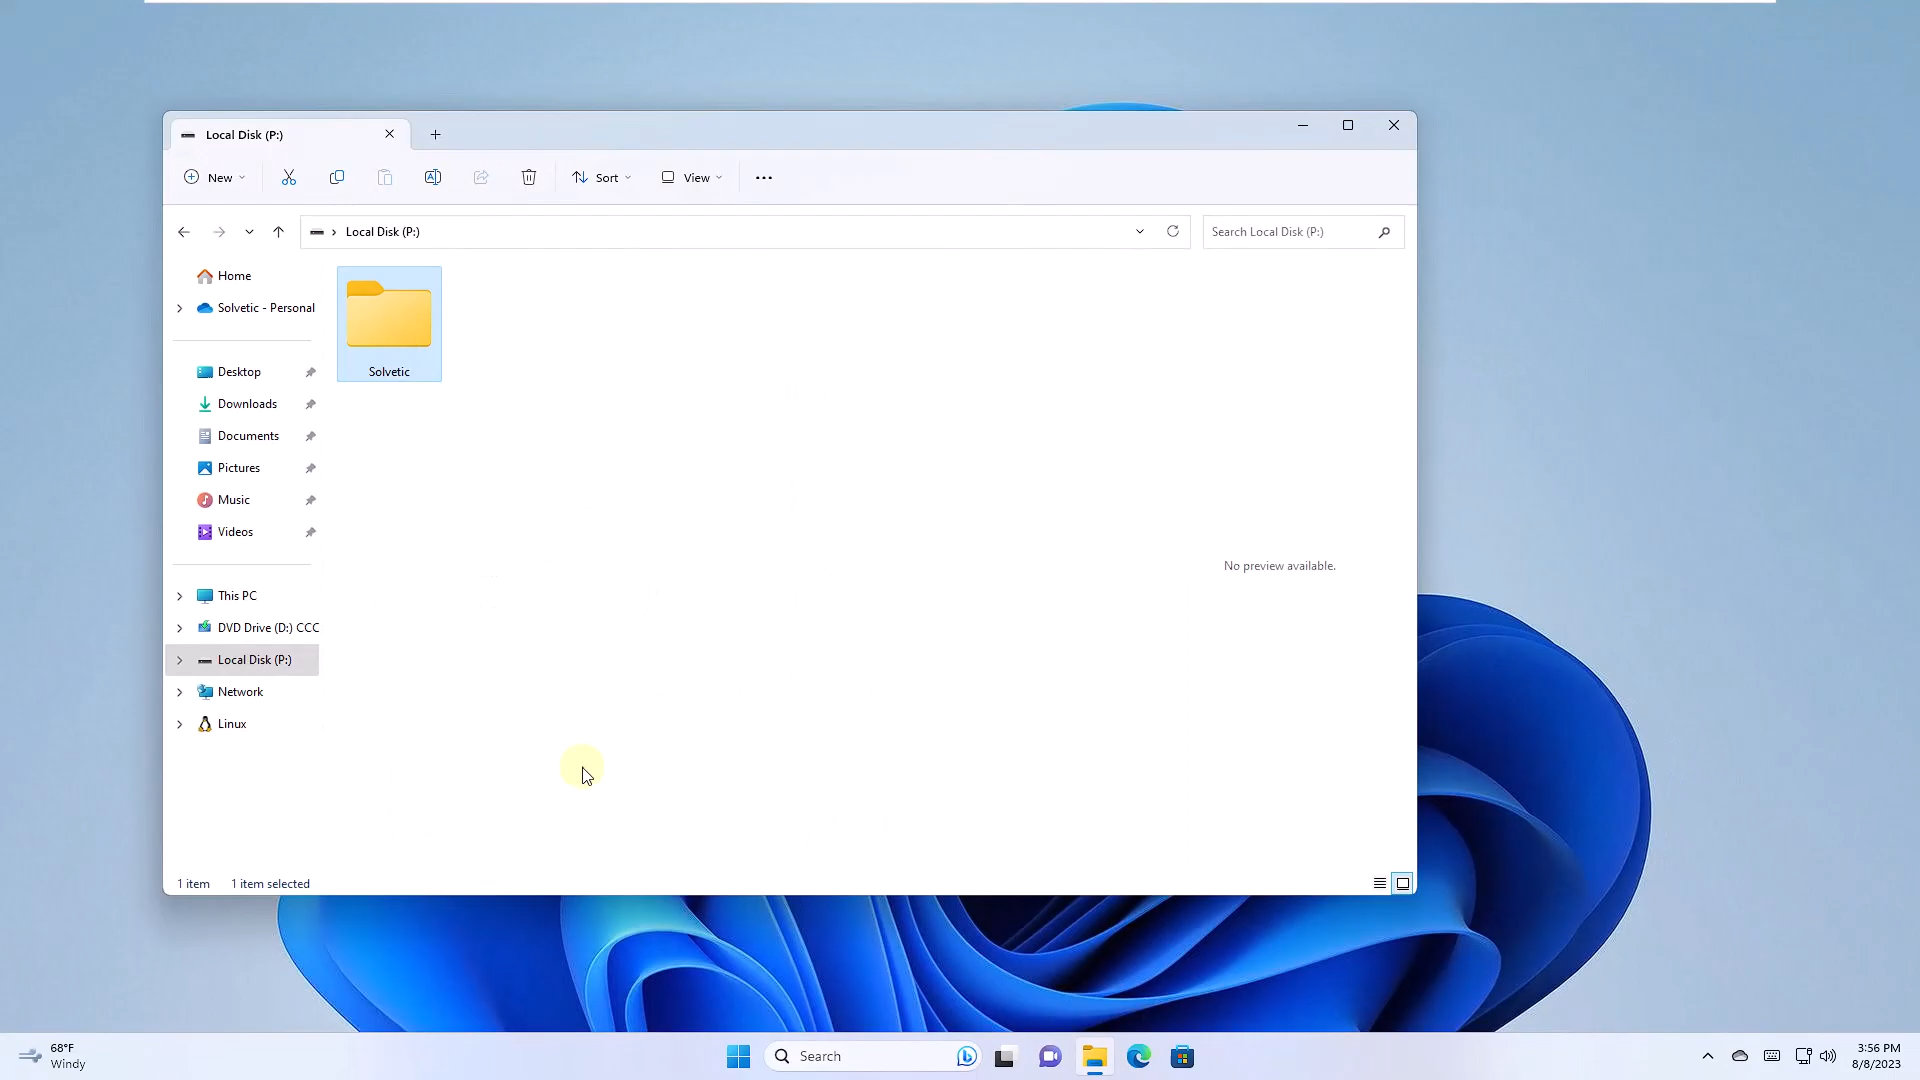 Local Disk (P:)
New
Sort
View
Local Disk (P:)
Search Local Disk (P:)
Home
Solvetic - Personal
Desktop
Downloads
Documents
Pictures
Music
Videos
This PC
DVD Drive (D:) CCC
Local Disk (P:)
Network
Linux
Solvetic
No preview available.
1 item
1 item selected
68°F
Windy
Search
3:56 PM
8/8/2023